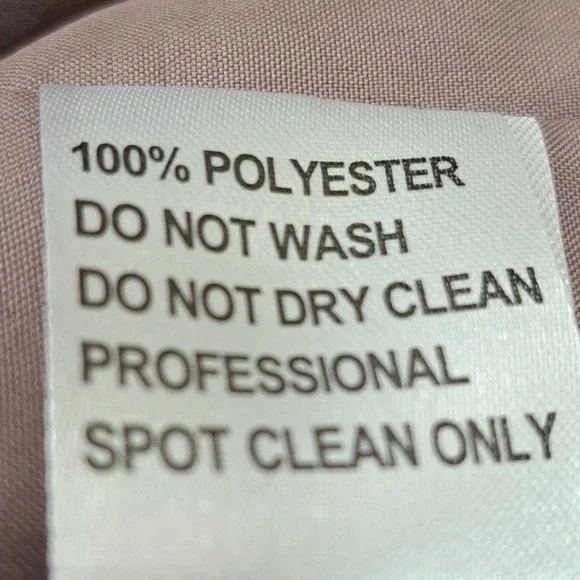 100% POLYESTER
DO NOT WASH
DO NOT DRY CLEAN
PROFESSIONAL
SPOT CLEAN ONLY